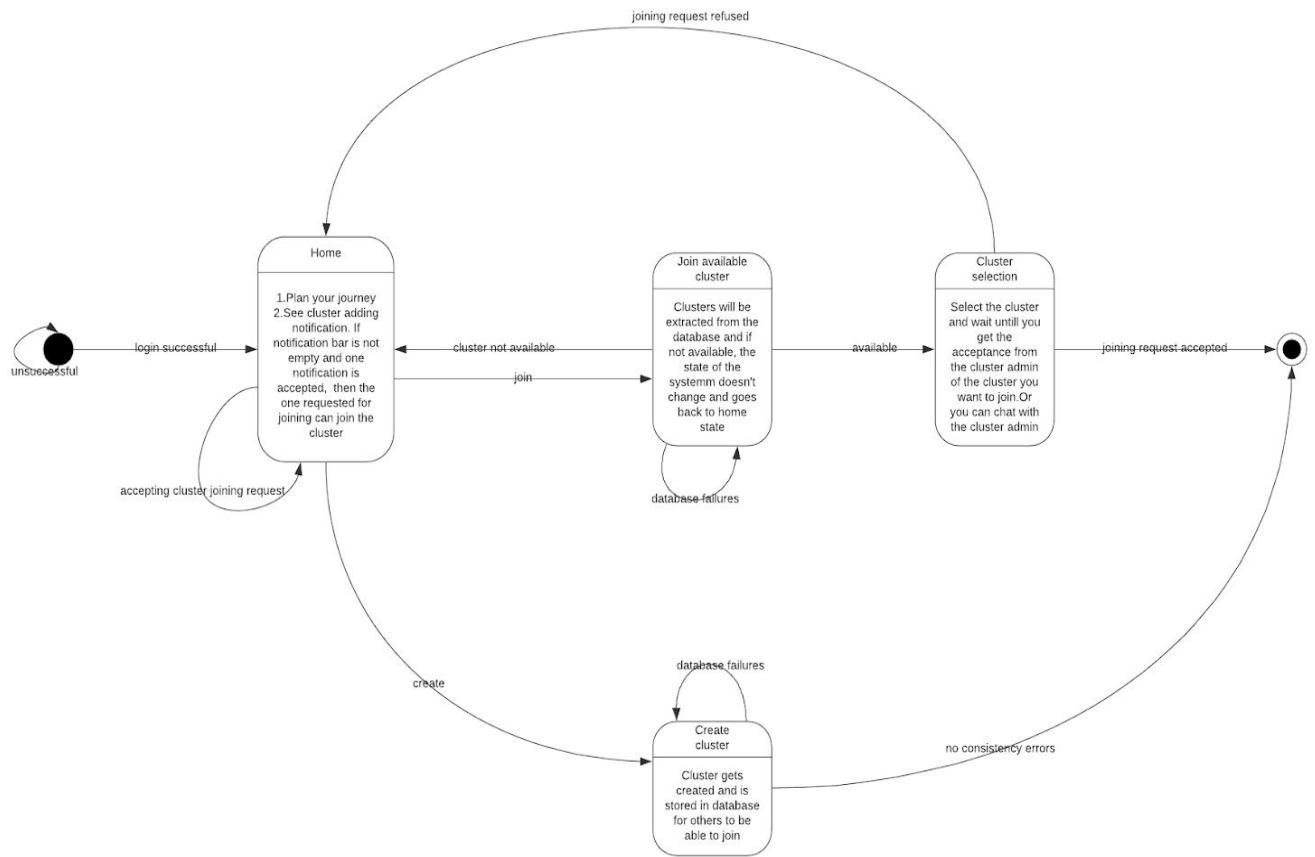 joining request refused
Home
1.Plan your journey
2.See cluster adding
notification. If
notification bar is not
empty and one
notification is
accepted, then the
one requested for
joining can join the
cluster
Join available
cluster
Clusters will be
extracted from the
database and if
not available, the
state of the
systemm doesn't
change and goes
back to home
state
Cluster
selection
Select the cluster
and wait untill you
get the
acceptance from
the cluster admin
of the cluster you
want to join.Or
you can chat with
the cluster admin
unsuccessful
login successful
cluster not available
join
available
joining request accepted
accepting cluster joining request
database failures
create
database failures
Create
cluster
Cluster gets
created and is
stored in database
for others to be
able to join
no consistency errors